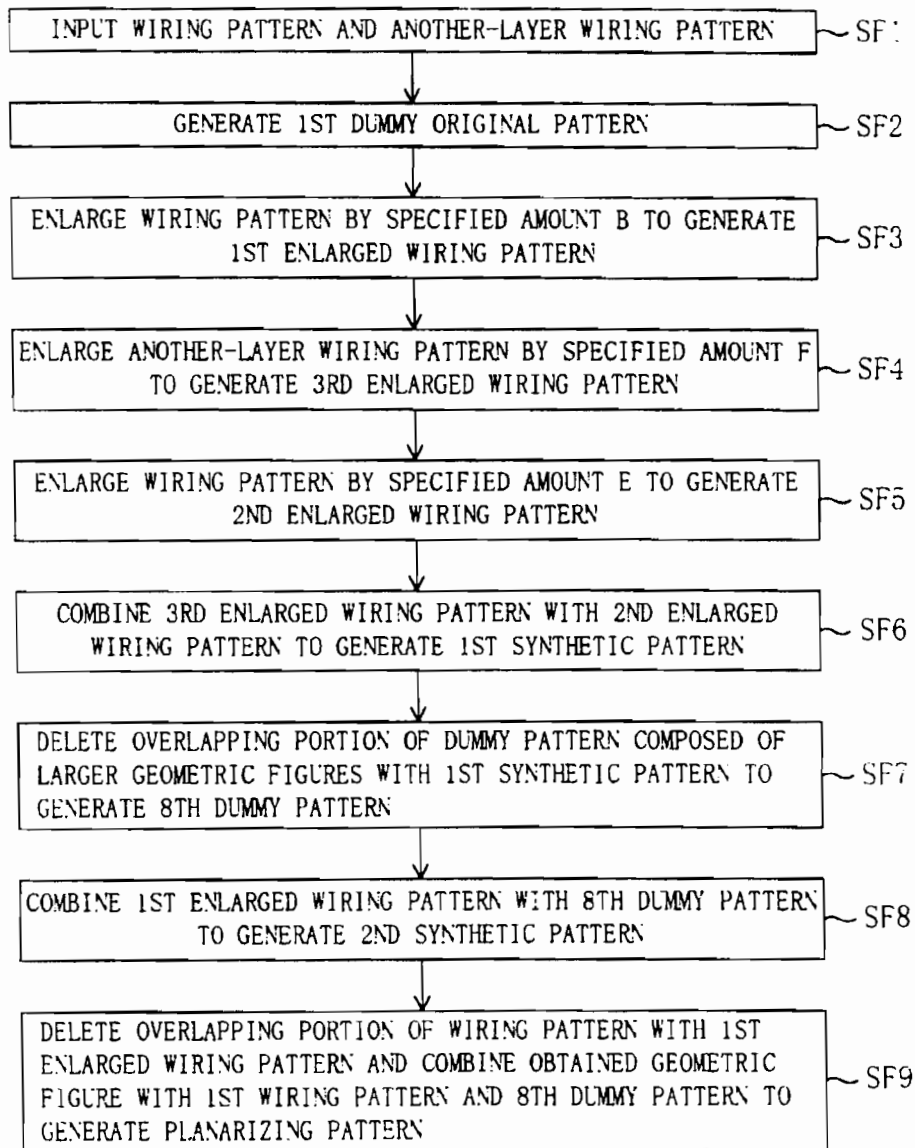 INPUT WIRING PATTERN AND ANOTHER-LAYER WIRING PATTERN
SF1
GENERATE 1ST DUMMY ORIGINAL PATTERN
SF2
ENLARGE WIRING PATTERN BY SPECIFIED AMOUNT B TO GENERATE
1ST ENLARGED WIRING PATTERN
SF3
ENLARGE ANOTHER-LAYER WIRING PATTERN BY SPECIFIED AMOUNT F
TO GENERATE 3RD ENLARGED WIRING PATTERN
SF4
ENLARGE WIRING PATTERN BY SPECIFIED AMOUNT E TO GENERATE
2ND ENLARGED WIRING PATTERN
SF5
COMBINE 3RD ENLARGED WIRING PATTERN WITH 2ND ENLARGED
WIRING PATTERN TO GENERATE 1ST SYNTHETIC PATTERN
SF6
DELETE OVERLAPPING PORTION OF DUMMY PATTERN COMPOSED OF
LARGER GEOMETRIC FIGURES WITH 1ST SYNTHETIC PATTERN TO
GENERATE 8TH DUMMY PATTERN
SF7
COMBINE 1ST ENLARGED WIRING PATTERN WITH 8TH DUMMY PATTERN
TO GENERATE 2ND SYNTHETIC PATTERN
SF8
DELETE OVERLAPPING PORTION OF WIRING PATTERN WITH 1ST
ENLARGED WIRING PATTERN AND COMBINE OBTAINED GEOMETRIC
FIGURE WITH 1ST WIRING PATTERN AND 8TH DUMMY PATTERN TO
GENERATE PLANARIZING PATTERN
SF9